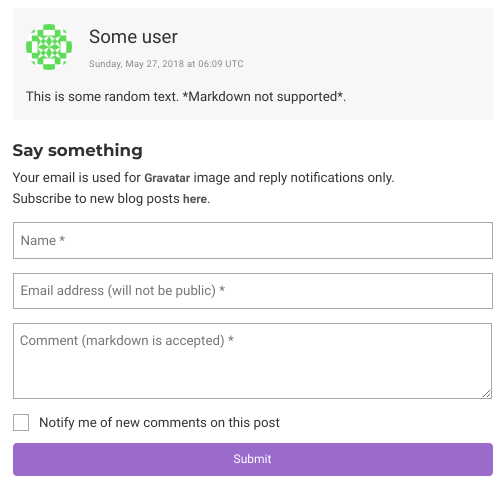 Some user
Sunday, May 27, 2018 at 06:09 UTC
This is some random text. *Markdown not supported*.
Say something
Your email is used for Gravatar image and reply notifications only.
Subscribe to new blog posts here.
Name *
Email address (will not be public) *
Comment (markdown is accepted) *
Notify me of new comments on this post
Submit